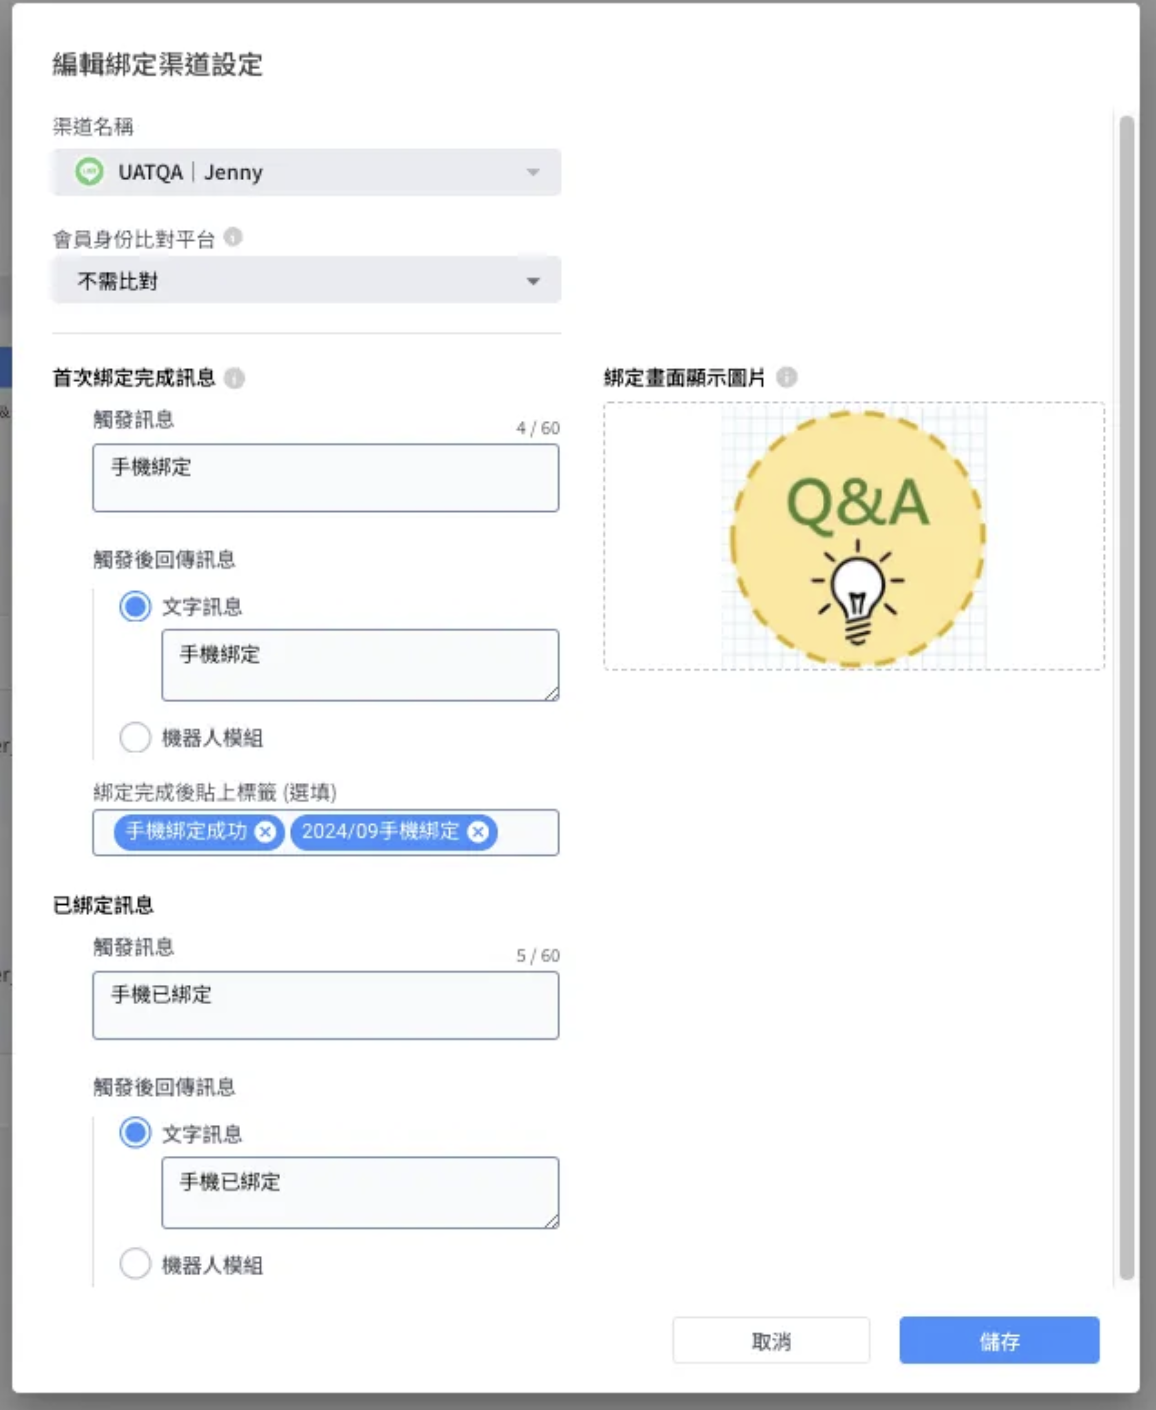 編輯綁定渠道設定
渠道名稱
UATQA｜Jenny
會員身份比對平台
不需比對
首次綁定完成訊息
觸發訊息
4 / 60
手機綁定
觸發後回傳訊息
文字訊息
手機綁定
機器人模組
綁定完成後貼上標籤 (選填)
手機綁定成功 2024/09手機綁定
已綁定訊息
觸發訊息
5 / 60
手機已綁定
觸發後回傳訊息
文字訊息
手機已綁定
機器人模組
綁定畫面顯示圖片
Q&A
取消
儲存